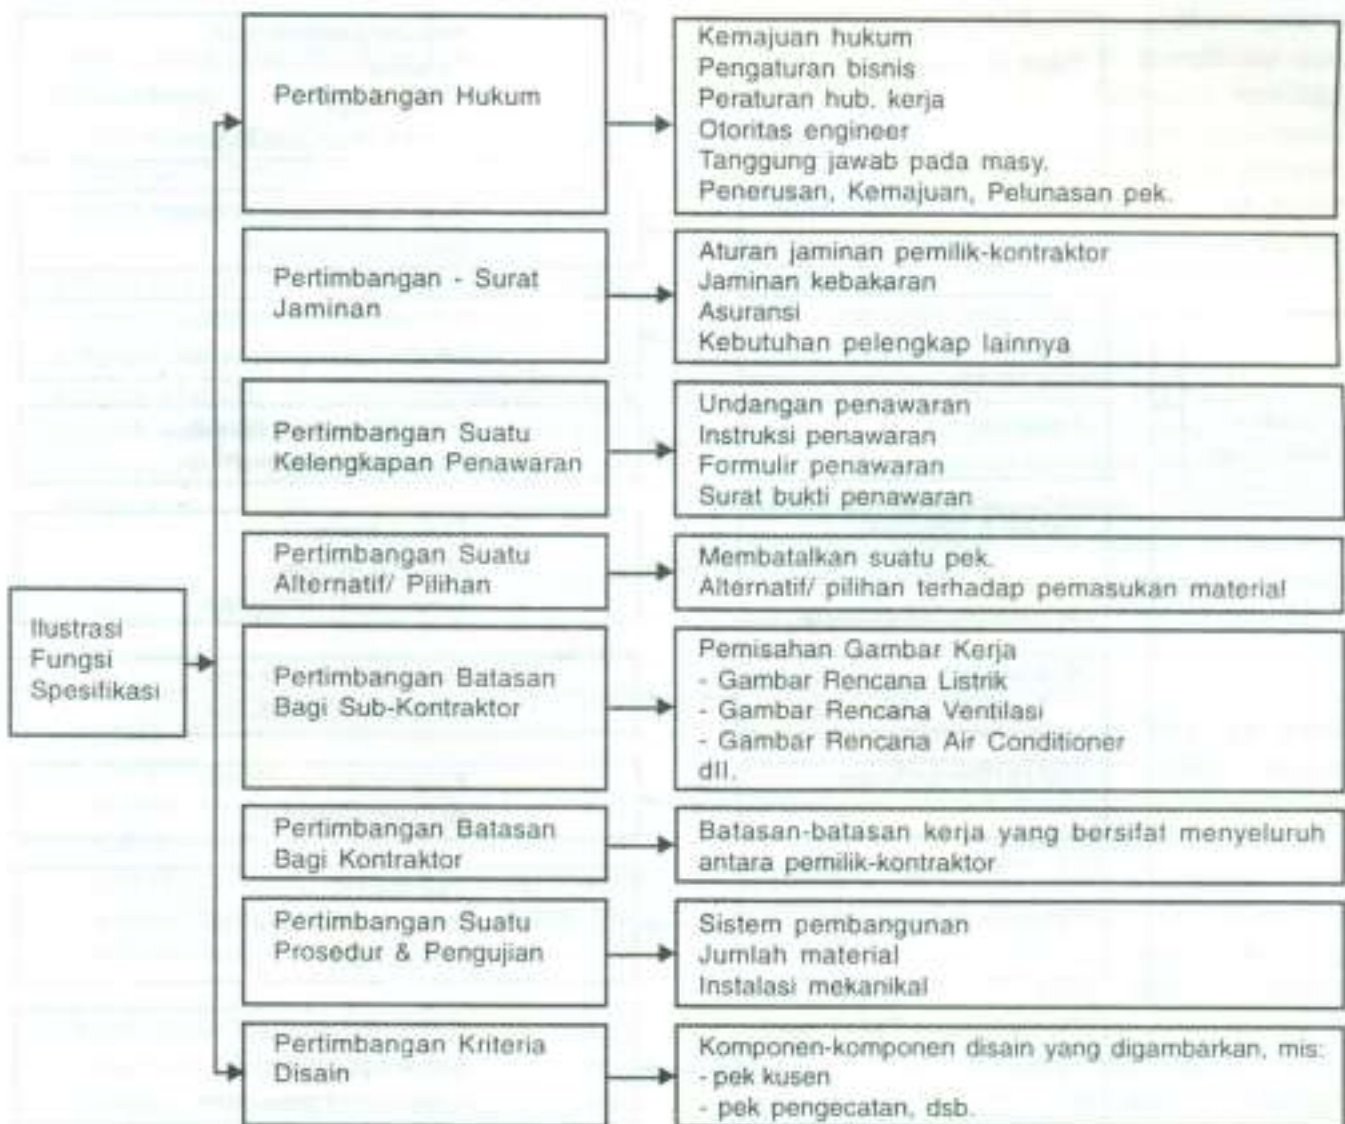 Ilustrasi
Fungsi
Spesifikasi
Pertimbangan Hukum
Kemajuan hukum
Pengaturan bisnis
Peraturan hub. kerja
Otoritas engineer
Tanggung jawab pada masy.
Penerusan, Kemajuan, Pelunasan pek.
Pertimbangan - Surat
Jaminan
Aturan jaminan pemilik-kontraktor
Jaminan kebakaran
Asuransi
Kebutuhan pelengkap lainnya
Pertimbangan Suatu
Kelengkapan Penawaran
Undangan penawaran
Instruksi penawaran
Formulir penawaran
Surat bukti penawaran
Pertimbangan Suatu
Alternatif/ Pilihan
Membatalkan suatu pek.
Alternatif/ pilihan terhadap pemasukan material
Pertimbangan Batasan
Bagi Sub-Kontraktor
Pemisahan Gambar Kerja
- Gambar Rencana Listrik
- Gambar Rencana Ventilasi
- Gambar Rencana Air Conditioner
dll.
Pertimbangan Batasan
Bagi Kontraktor
Batasan-batasan kerja yang bersifat menyeluruh
antara pemilik-kontraktor
Pertimbangan Suatu
Prosedur & Pengujian
Sistem pembangunan
Jumlah material
Instalasi mekanikal
Pertimbangan Kriteria
Disain
Komponen-komponen disain yang digambarkan, mis:
- pek kusen
- pek pengecatan, dsb.